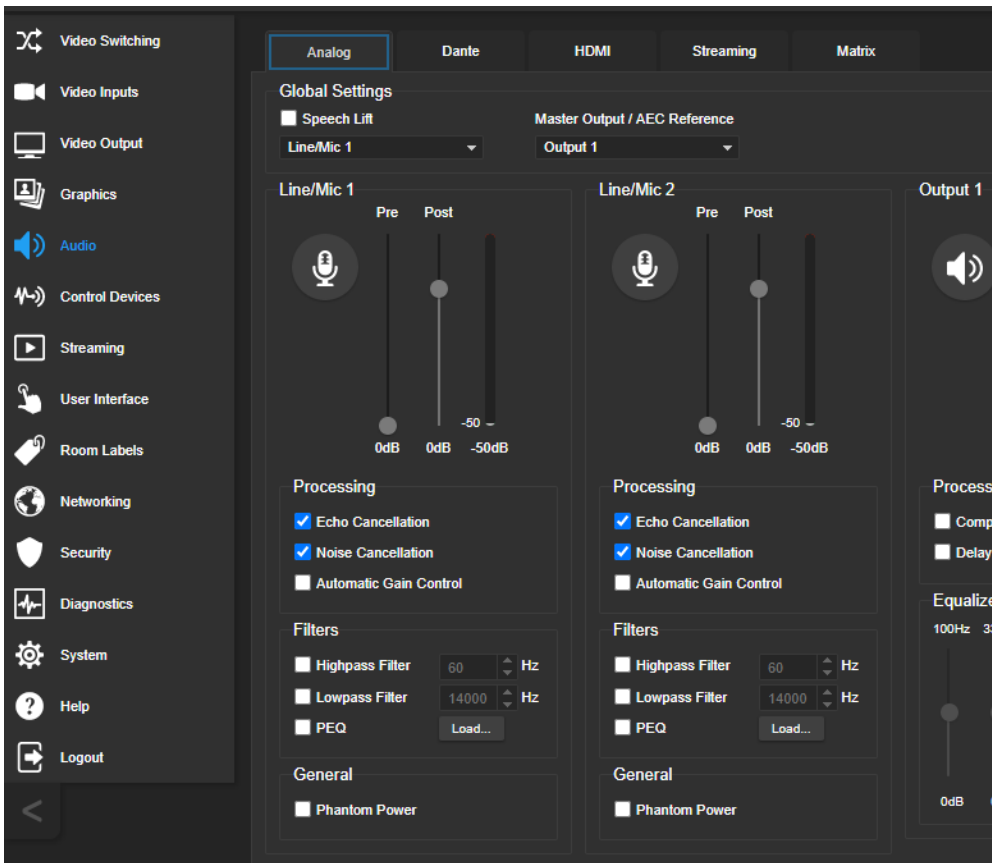 Video Switching
Video Inputs
Video Output
Graphics
Audio
Control Devices
Streaming
User Interface
Room Labels
Networking
Security
Diagnostics
System
Help
Logout
<
Analog Dante HDMI Streaming Matrix
Global Settings
Speech Lift Master Output / AEC Reference
Line/Mic 1 Output 1
Line/Mic 1
Pre Post
-50
0dB 0dB -50dB
Processing
Echo Cancellation
Noise Cancellation
Automatic Gain Control
Filters
Highpass Filter 60 Hz
Lowpass Filter 14000 Hz
PEQ Load...
General
Phantom Power
Line/Mic 2
Pre Post
-50
0dB 0dB -50dB
Processing
Echo Cancellation
Noise Cancellation
Automatic Gain Control
Filters
Highpass Filter 60 Hz
Lowpass Filter 14000 Hz
PEQ Load...
General
Phantom Power
Output 1
Process
Comp
Delay
Equalize
100Hz 3
0dB